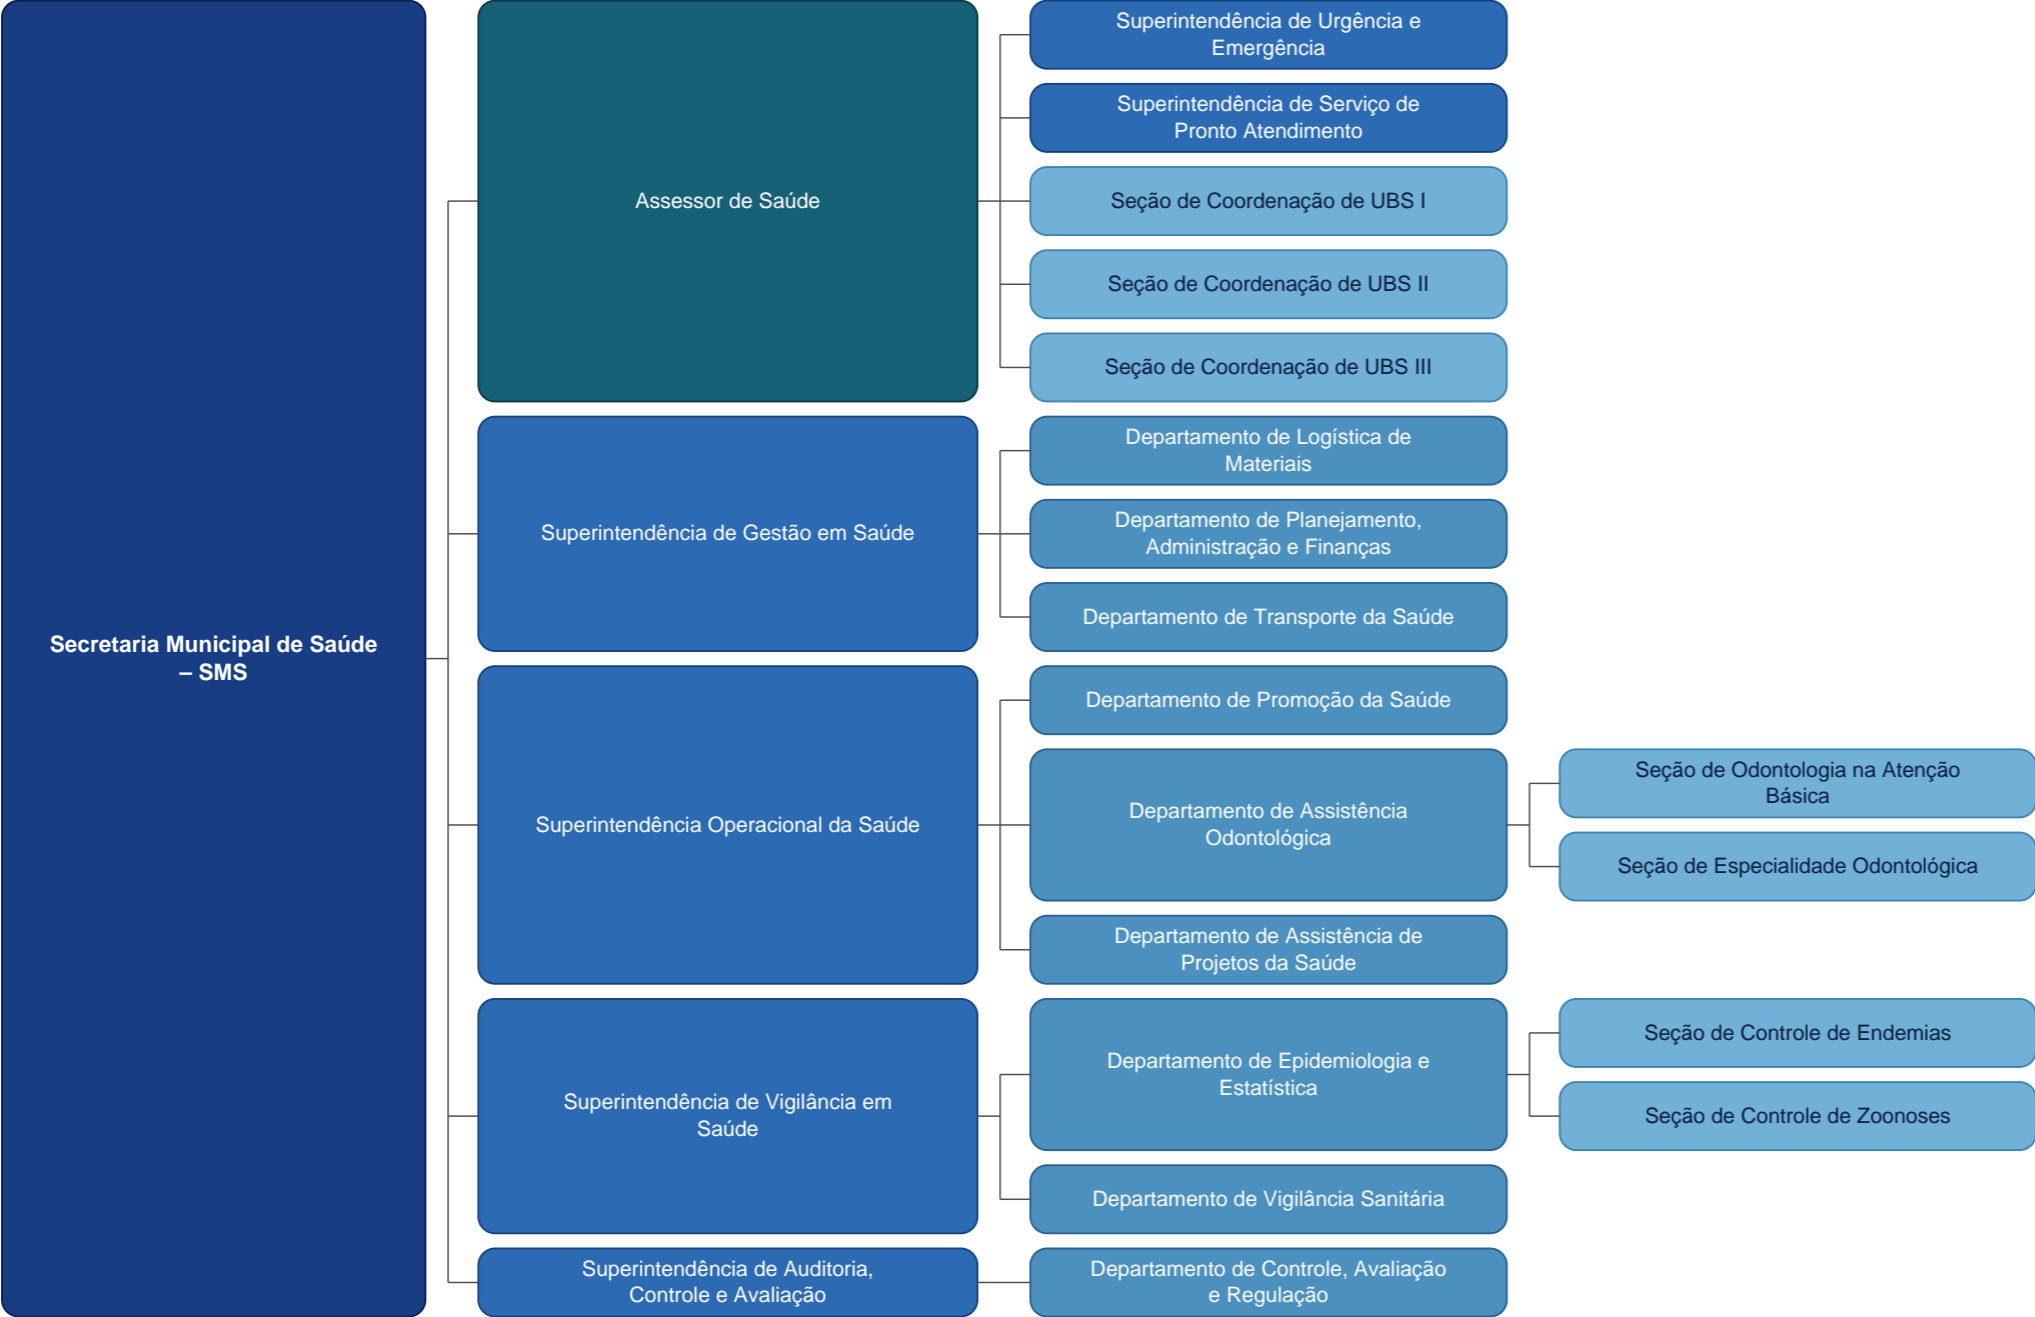 Secretaria Municipal de Saúde
– SMS
Assessor de Saúde
Superintendência de Urgência e
Emergência
Superintendência de Serviço de
Pronto Atendimento
Seção de Coordenação de UBS I
Seção de Coordenação de UBS II
Seção de Coordenação de UBS III
Superintendência de Gestão em Saúde
Departamento de Logística de
Materiais
Departamento de Planejamento,
Administração e Finanças
Departamento de Transporte da Saúde
Superintendência Operacional da Saúde
Departamento de Promoção da Saúde
Departamento de Assistência
Odontológica
Seção de Odontologia na Atenção
Básica
Seção de Especialidade Odontológica
Departamento de Assistência de
Projetos da Saúde
Superintendência de Vigilância em
Saúde
Departamento de Epidemiologia e
Estatística
Seção de Controle de Endemias
Seção de Controle de Zoonoses
Departamento de Vigilância Sanitária
Superintendência de Auditoria,
Controle e Avaliação
Departamento de Controle, Avaliação
e Regulação